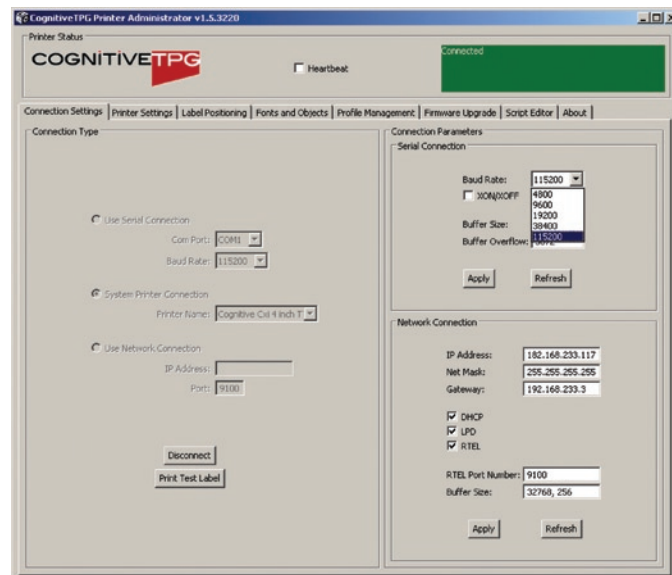 CognitiveTPG Printer Administrator v1.5.3220
Printer Status
COGNITIVETPG
Heartbeat
Connected
Connection Settings Printer Settings Label Positioning Fonts and Objects Profile Management Firmware Upgrade Script Editor About
Connection Type
Use Serial Connection
Com Port: COM1
Baud Rate: 115200
System Printer Connection
Printer Name: Cognitive Cxl 4 inch T
Use Network Connection
IP Address:
Port: 9100
Disconnect
Print Test Label
Connection Parameters
Serial Connection
Baud Rate: 115200
4800
9600
19200
38400
115200
XON/XOFF
Buffer Size:
Buffer Overflow:
Apply Refresh
Network Connection
IP Address: 182.168.233.117
Net Mask: 255.255.255.255
Gateway: 192.168.233.3
DHCP
LPD
RTEL
RTEL Port Number: 9100
Buffer Size: 32768, 256
Apply Refresh